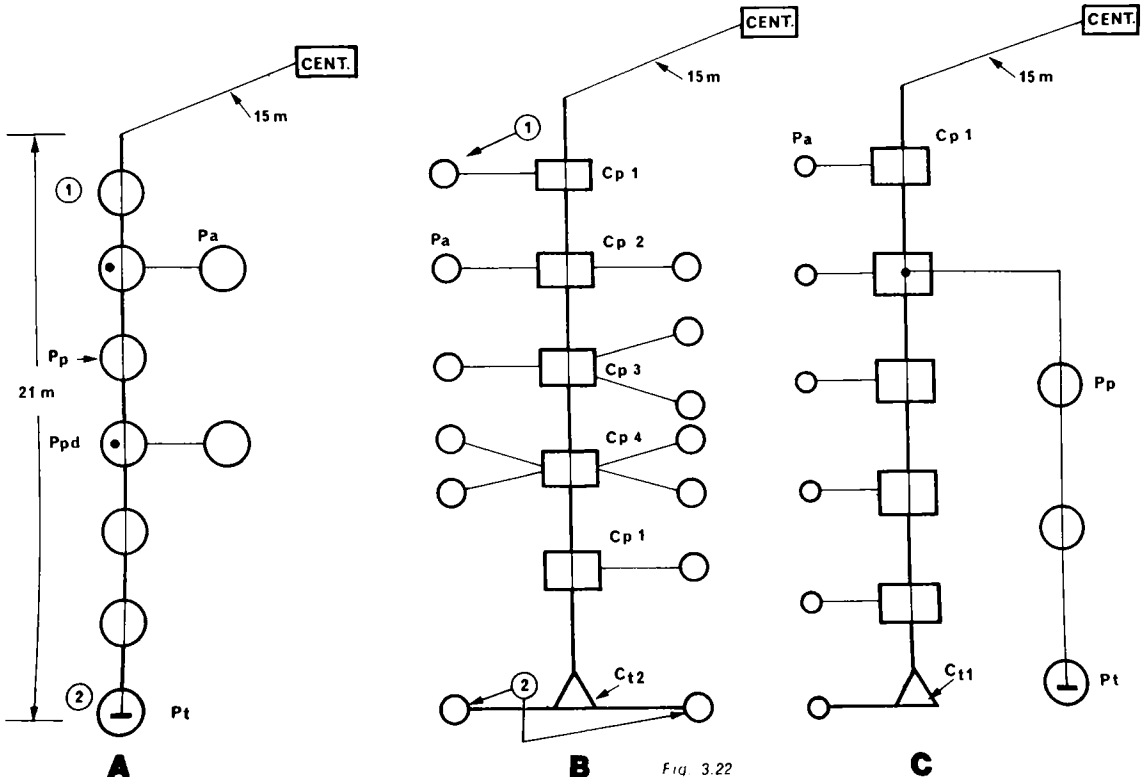 CENT.
15 m
1
Pa
Pp
21 m
Ppd
2
Pt
A
CENT.
15 m
1
Cp 1
Pa
Cp 2
Cp 3
Cp 4
Cp 1
2
Ct2
B
Fig. 3.22
CENT.
15 m
Pa
Cp 1
Pp
Ct1
Pt
C